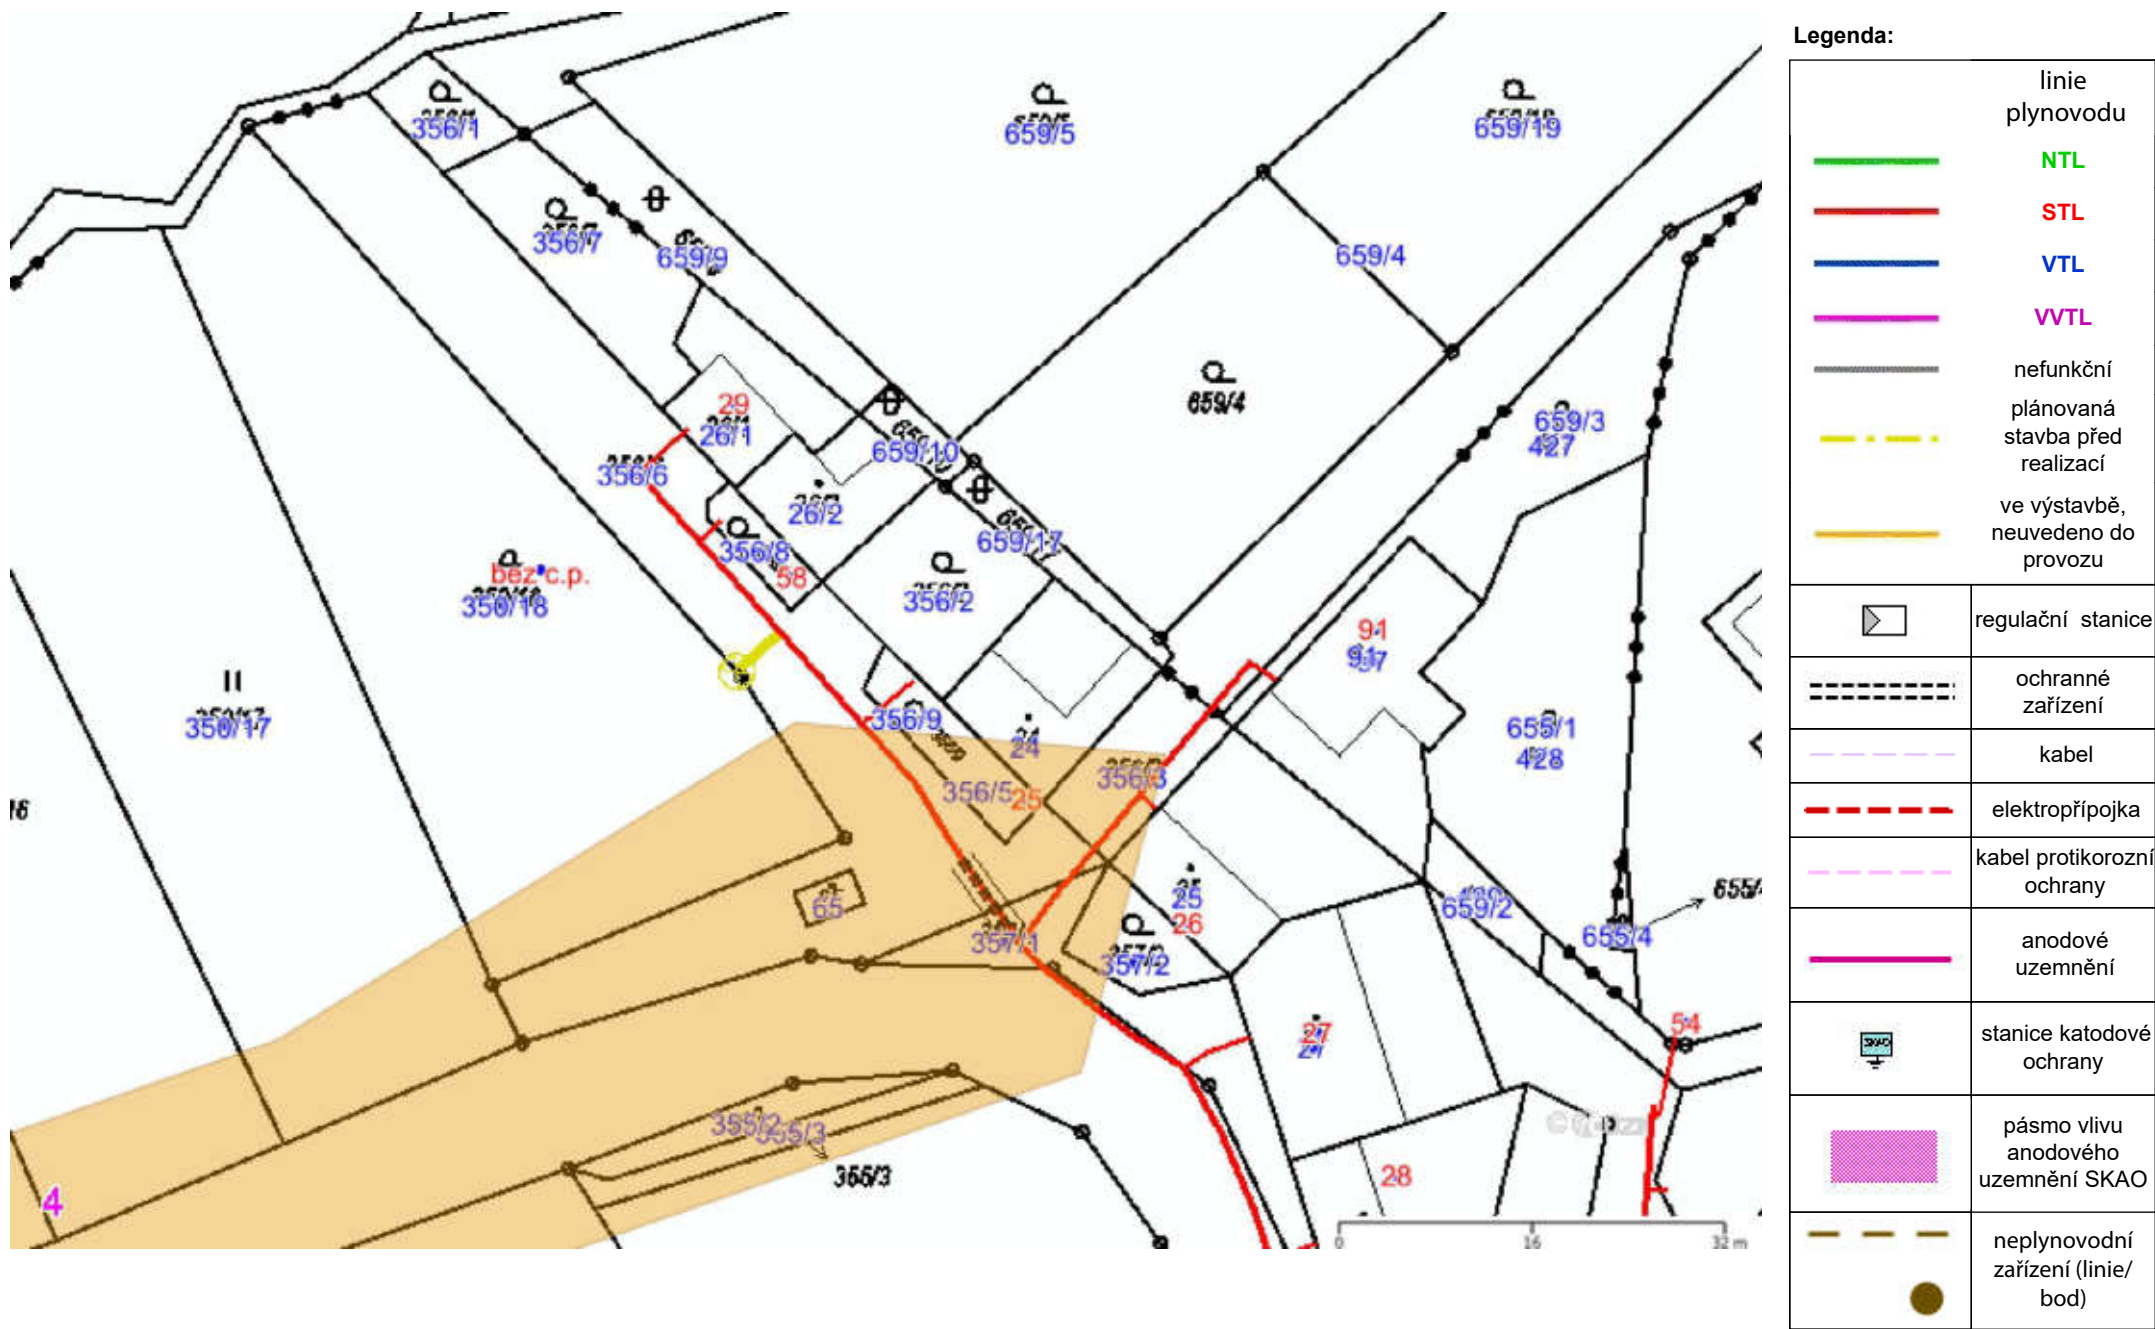 Legenda:
linie
plynovodu
NTL
STL
VTL
VVTL
nefunkční
plánovaná
stavba před
realizací
ve výstavbě,
neuvedeno do
provozu
regulační stanice
ochranné
zařízení
kabel
elektropřípojka
kabel protikorozní
ochrany
anodové
uzemnění
SKAO
stanice katodové
ochrany
pásmo vlivu
anodového
uzemnění SKAO
neplynovodní
zařízení (linie/
bod)
356/1
659/5
659/19
356/7
659/9
659/4
29
26/1
659/4
659/3
427
659/10
356/6
26/2
659/17
356/8
58
bez č.p.
350/18
356/2
91
350/17
356/9
24
655/1
428
356/3
356/5
25
65
25
26
659/2
655/4
357/1
357/2
27
54
355/2
355/3
355/3
28
4
0 16 32 m